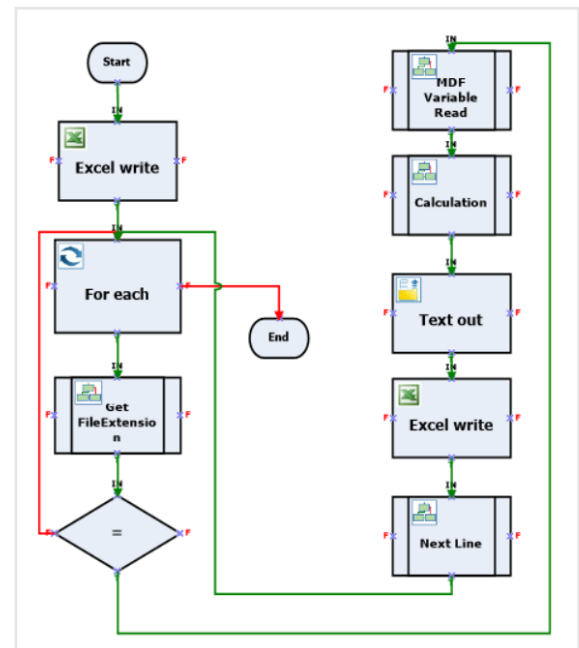 Start
IN
F
F
Excel write
IN
F
F
For each
End
IN
F
F
Get
FileExtensio
n
IN
F
F
=
IN
F
F
MDF
Variable
Read
IN
F
F
Calculation
IN
F
F
Text out
IN
F
F
Excel write
IN
F
F
Next Line